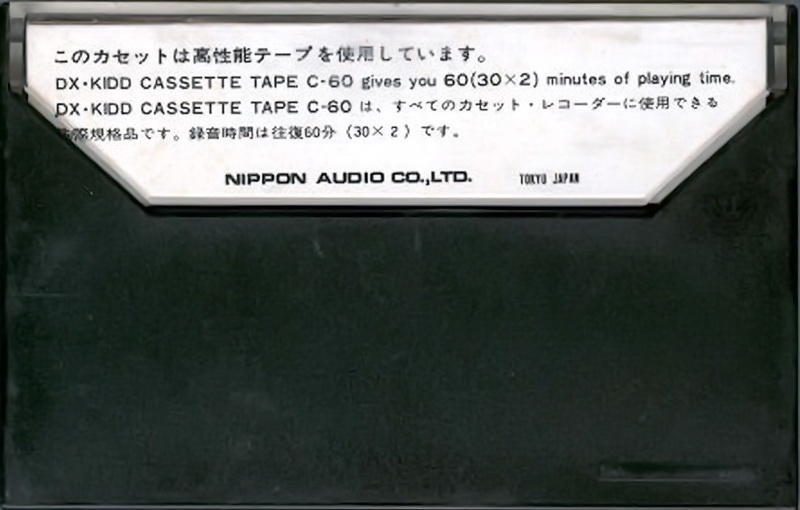 このカセットは高性能テープを使用しています。
DX・KIDD CASSETTE TAPE C-60 gives you 60(30×2) minutes of playing time.
DX・KIDD CASSETTE TAPE C-60 は、すべてのカセット・レコーダーに使用できる
国際規格品です。録音時間は往復60分（30×2）です。
NIPPON AUDIO CO.,LTD. TOKYO JAPAN